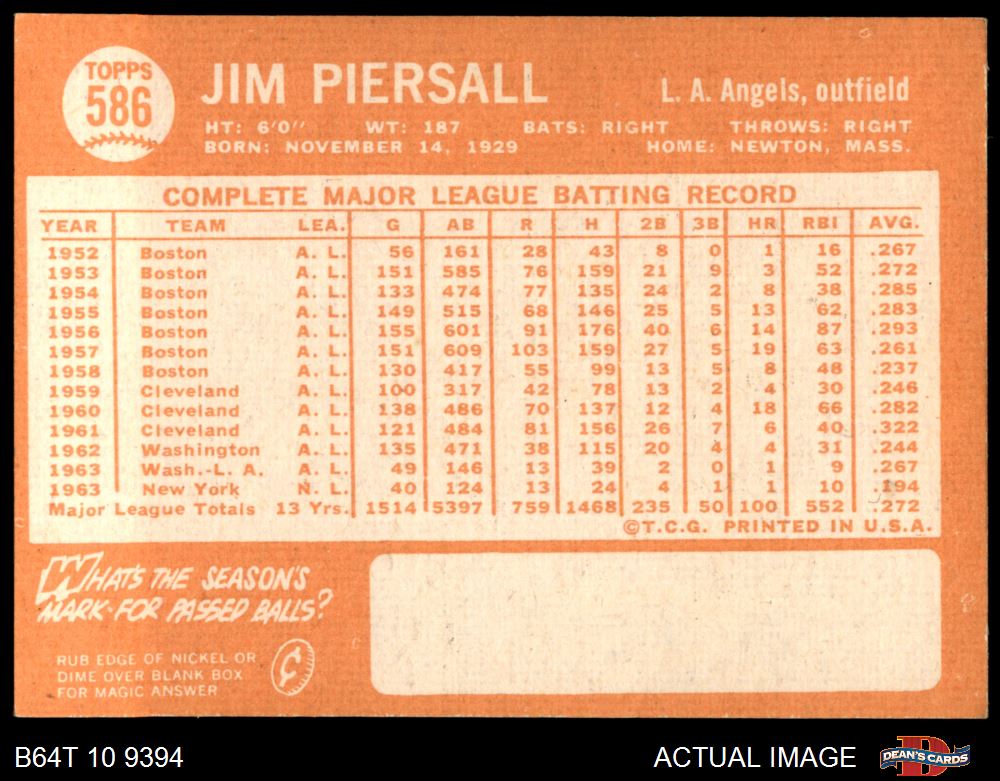 TOPPS
586
JIM PIERSALL
L. A. Angels, outfield
HT: 6'0" WT: 187 BATS: RIGHT THROWS: RIGHT
BORN: NOVEMBER 14, 1929 HOME: NEWTON, MASS.
COMPLETE MAJOR LEAGUE BATTING RECORD
YEAR TEAM LEA. G AB R H 2B 3B HR RBI AVG.
1952 Boston A. L. 56 161 28 43 8 0 1 16 .267
1953 Boston A. L. 151 585 76 159 21 9 3 52 .272
1954 Boston A. L. 133 474 77 135 24 2 8 38 .285
1955 Boston A. L. 149 515 68 146 25 5 13 62 .283
1956 Boston A. L. 155 601 91 176 40 6 14 87 .293
1957 Boston A. L. 151 609 103 159 27 5 19 63 .261
1958 Boston A. L. 130 417 55 99 13 5 8 48 .237
1959 Cleveland A. L. 100 317 42 78 13 2 4 30 .246
1960 Cleveland A. L. 138 486 70 137 12 4 18 66 .282
1961 Cleveland A. L. 121 484 81 156 26 7 6 40 .322
1962 Washington A. L. 135 471 38 115 20 4 4 31 .244
1963 Wash.-L. A. A. L. 49 146 13 39 2 0 1 9 .267
1963 New York N. L. 40 124 13 24 4 1 1 10 .194
Major League Totals 13 Yrs. 1514 5397 759 1468 235 50 100 552 .272
©T.C.G. PRINTED IN U.S.A.
WHAT'S THE SEASON'S
MARK FOR PASSED BALLS?
RUB EDGE OF NICKEL OR
DIME OVER BLANK BOX
FOR MAGIC ANSWER
¢
B64T 10 9394
ACTUAL IMAGE
DEAN'S CARDS